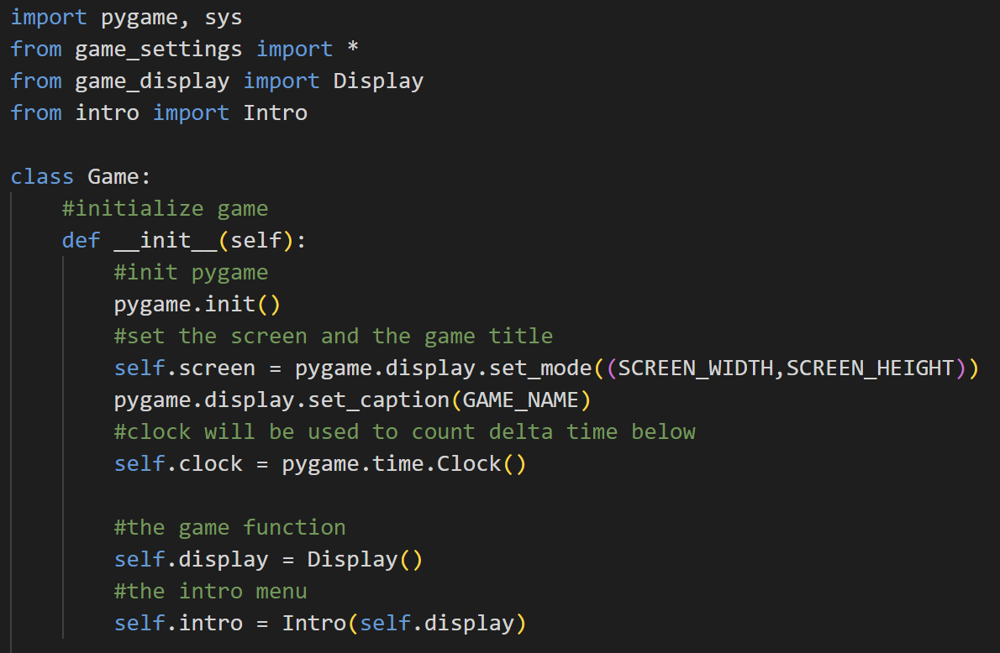 import pygame, sys
from game_settings import *
from game_display import Display
from intro import Intro

class Game:
    #initialize game
    def __init__(self):
        #init pygame
        pygame.init()
        #set the screen and the game title
        self.screen = pygame.display.set_mode((SCREEN_WIDTH,SCREEN_HEIGHT))
        pygame.display.set_caption(GAME_NAME)
        #clock will be used to count delta time below
        self.clock = pygame.time.Clock()

        #the game function
        self.display = Display()
        #the intro menu
        self.intro = Intro(self.display)